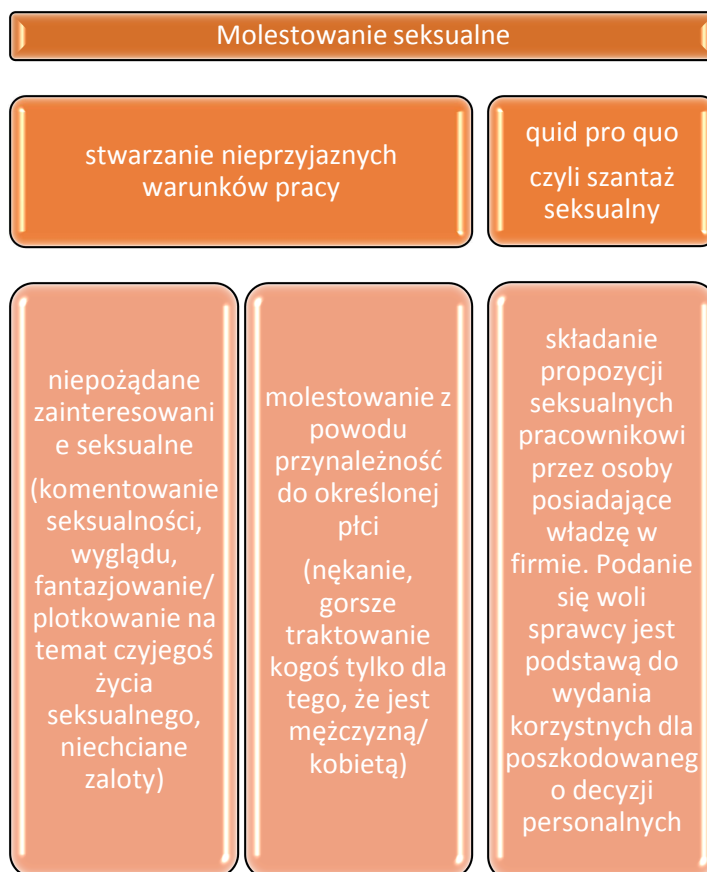 Molestowanie seksualne
stwarzanie nieprzyjaznych
warunków pracy
quid pro quo
czyli szantaż
seksualny
niepożądane
zainteresowani
e seksualne
(komentowanie
seksualności,
wyglądu,
fantazjowanie/
plotkowanie na
temat czyjegoś
życia
seksualnego,
niechciane
zaloty)
molestowanie z
powodu
przynależność
do określonej
płci
(nękanie,
gorsze
traktowanie
kogoś tylko dla
tego, że jest
mężczyzną/
kobietą)
składanie
propozycji
seksualnych
pracownikowi
przez osoby
posiadające
władzę w
firmie. Podanie
się woli
sprawcy jest
podstawą do
wydania
korzystnych dla
poszkodowaneg
o decyzji
personalnych